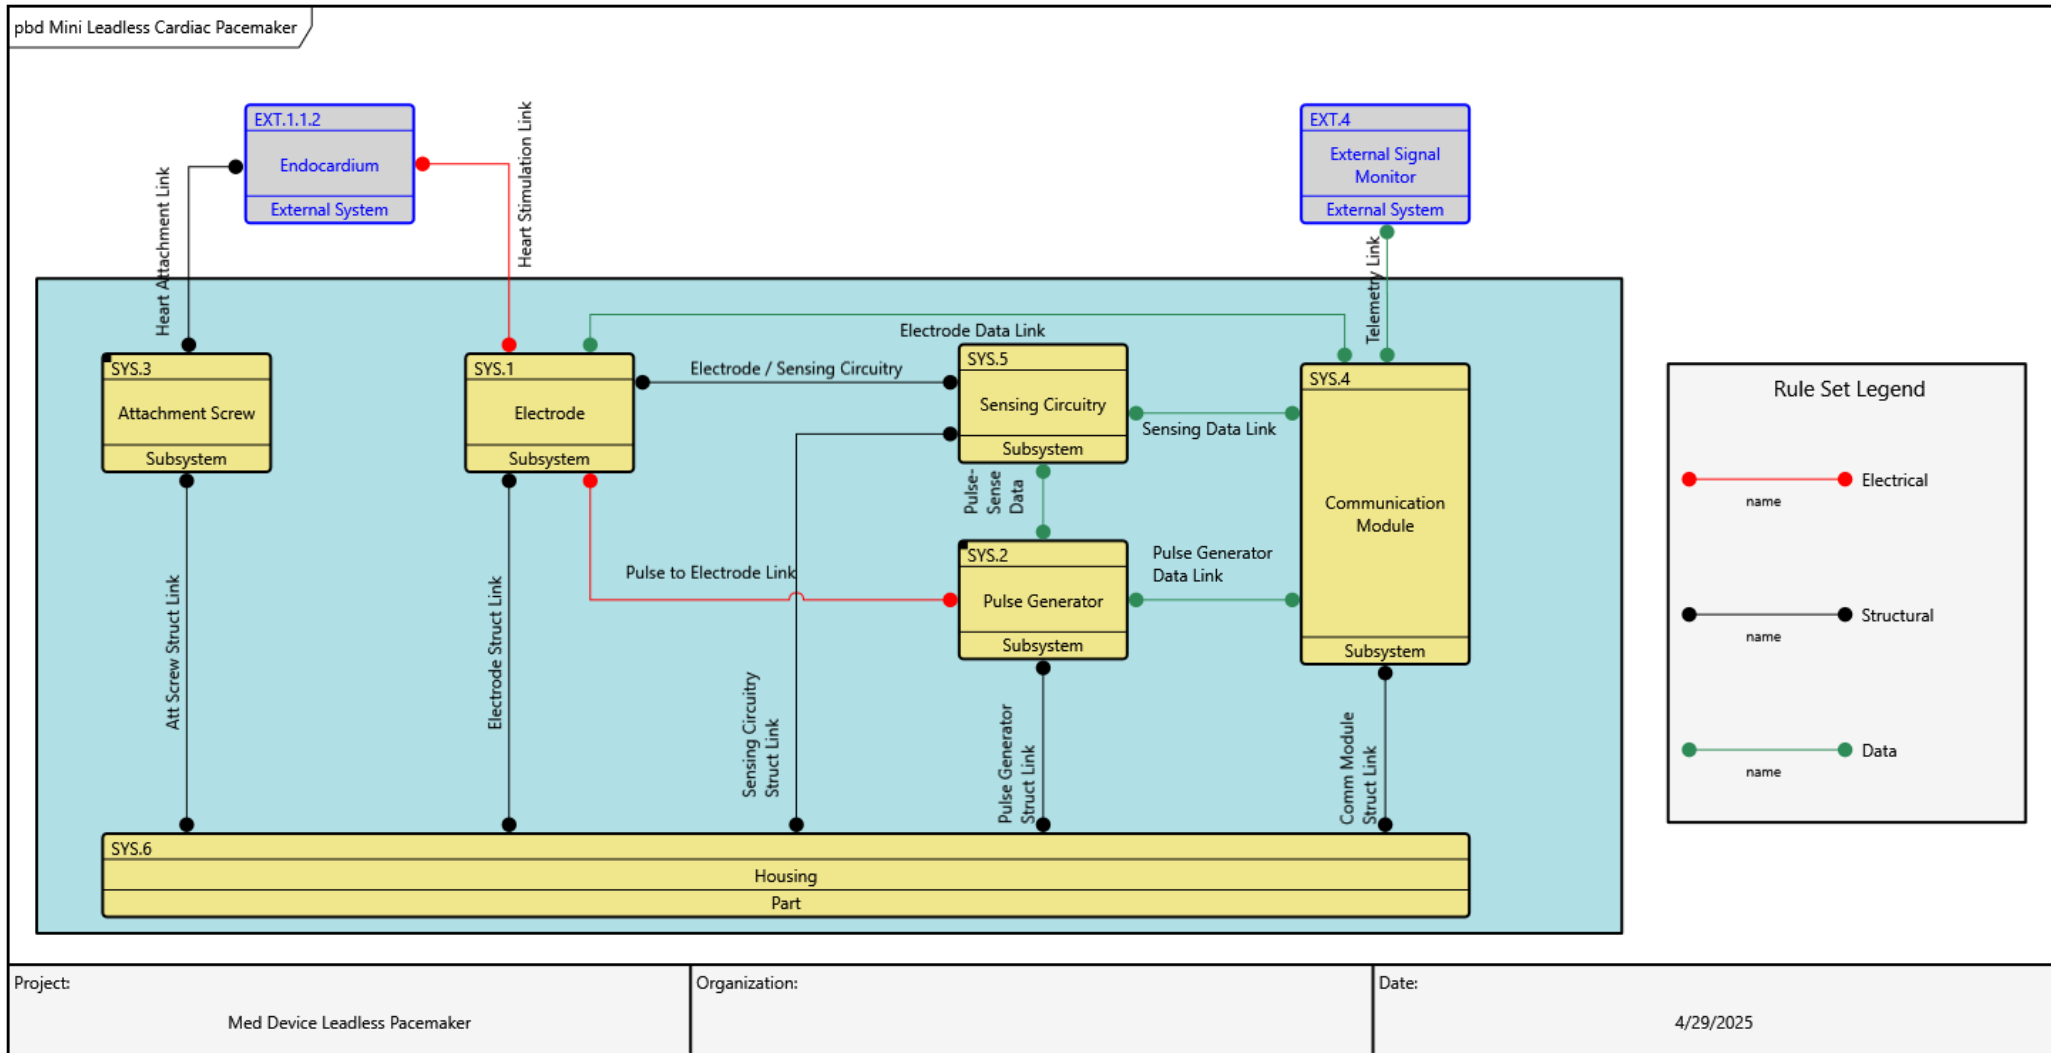 pbd Mini Leadless Cardiac Pacemaker
EXT.1.1.2
Endocardium
External System
Heart Attachment Link
Heart Stimulation Link
EXT.4
External Signal
Monitor
External System
Telemetry Link
Electrode Data Link
SYS.3
Attachment Screw
Subsystem
SYS.1
Electrode
Subsystem
Electrode / Sensing Circuitry
SYS.5
Sensing Circuitry
Subsystem
Sensing Data Link
SYS.4
Communication
Module
Subsystem
Pulse-
Sense
Data
SYS.2
Pulse Generator
Subsystem
Pulse Generator
Data Link
Pulse to Electrode Link
Att Screw Struct Link
Electrode Struct Link
Sensing Circuitry
Struct Link
Pulse Generator
Struct Link
Comm Module
Struct Link
SYS.6
Housing
Part
Rule Set Legend
Electrical
name
Structural
name
Data
name
Project:
Med Device Leadless Pacemaker
Organization:
Date:
4/29/2025